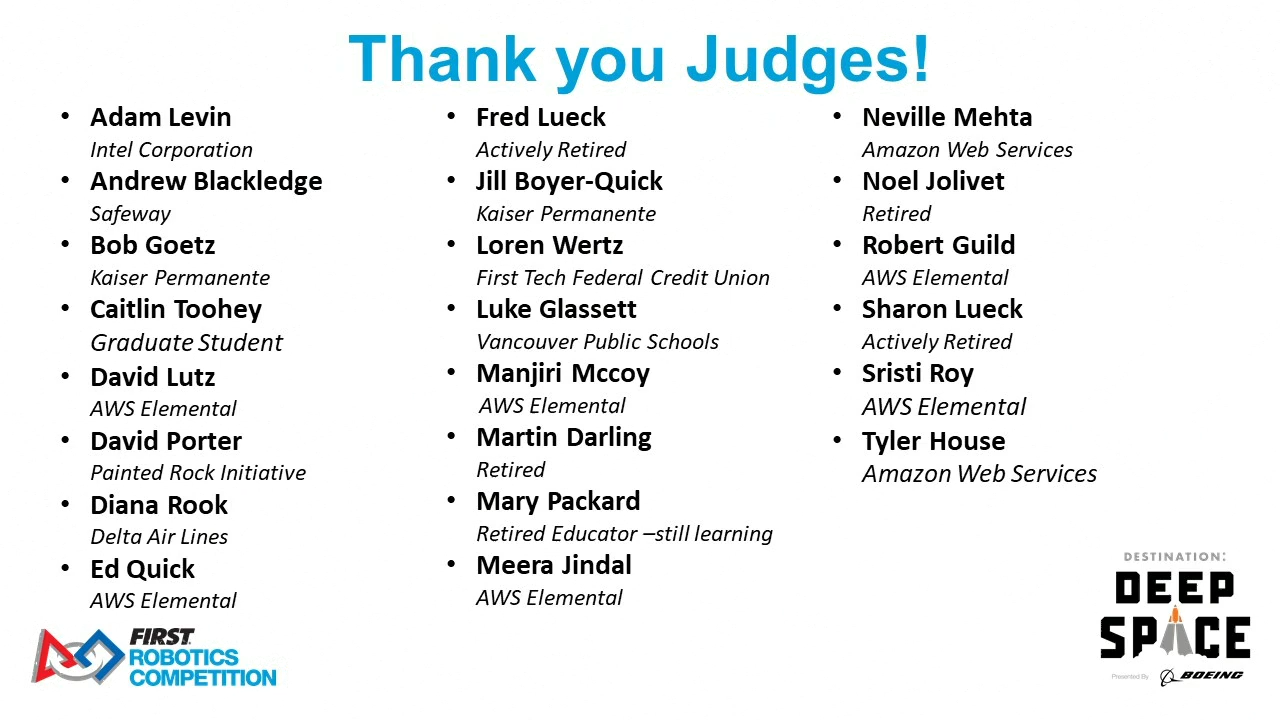 Thank you Judges!
• Adam Levin
Intel Corporation
• Andrew Blackledge
Safeway
• Bob Goetz
Kaiser Permanente
• Caitlin Toohey
Graduate Student
• David Lutz
AWS Elemental
• David Porter
Painted Rock Initiative
• Diana Rook
Delta Air Lines
• Ed Quick
AWS Elemental
• Fred Lueck
Actively Retired
• Jill Boyer-Quick
Kaiser Permanente
• Loren Wertz
First Tech Federal Credit Union
• Luke Glassett
Vancouver Public Schools
• Manjiri Mccoy
AWS Elemental
• Martin Darling
Retired
• Mary Packard
Retired Educator –still learning
• Meera Jindal
AWS Elemental
• Neville Mehta
Amazon Web Services
• Noel Jolivet
Retired
• Robert Guild
AWS Elemental
• Sharon Lueck
Actively Retired
• Sristi Roy
AWS Elemental
• Tyler House
Amazon Web Services
FIRST
ROBOTICS
COMPETITION
DESTINATION:
DEEP
SPACE
Presented By BOEING